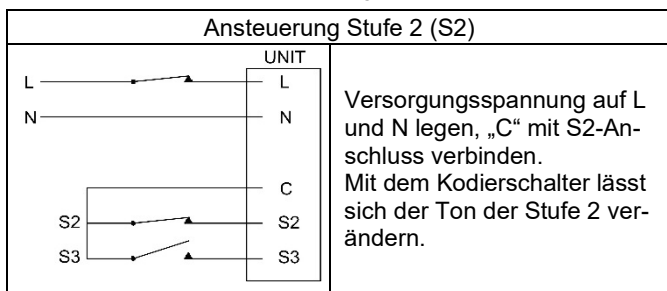 Ansteuerung Stufe 2 (S2)
UNIT
L
L
N
N
C
S2
S2
S3
S3
Versorgungsspannung auf L
und N legen, „C“ mit S2-An-
schluss verbinden.
Mit dem Kodierschalter lässt
sich der Ton der Stufe 2 ver-
ändern.